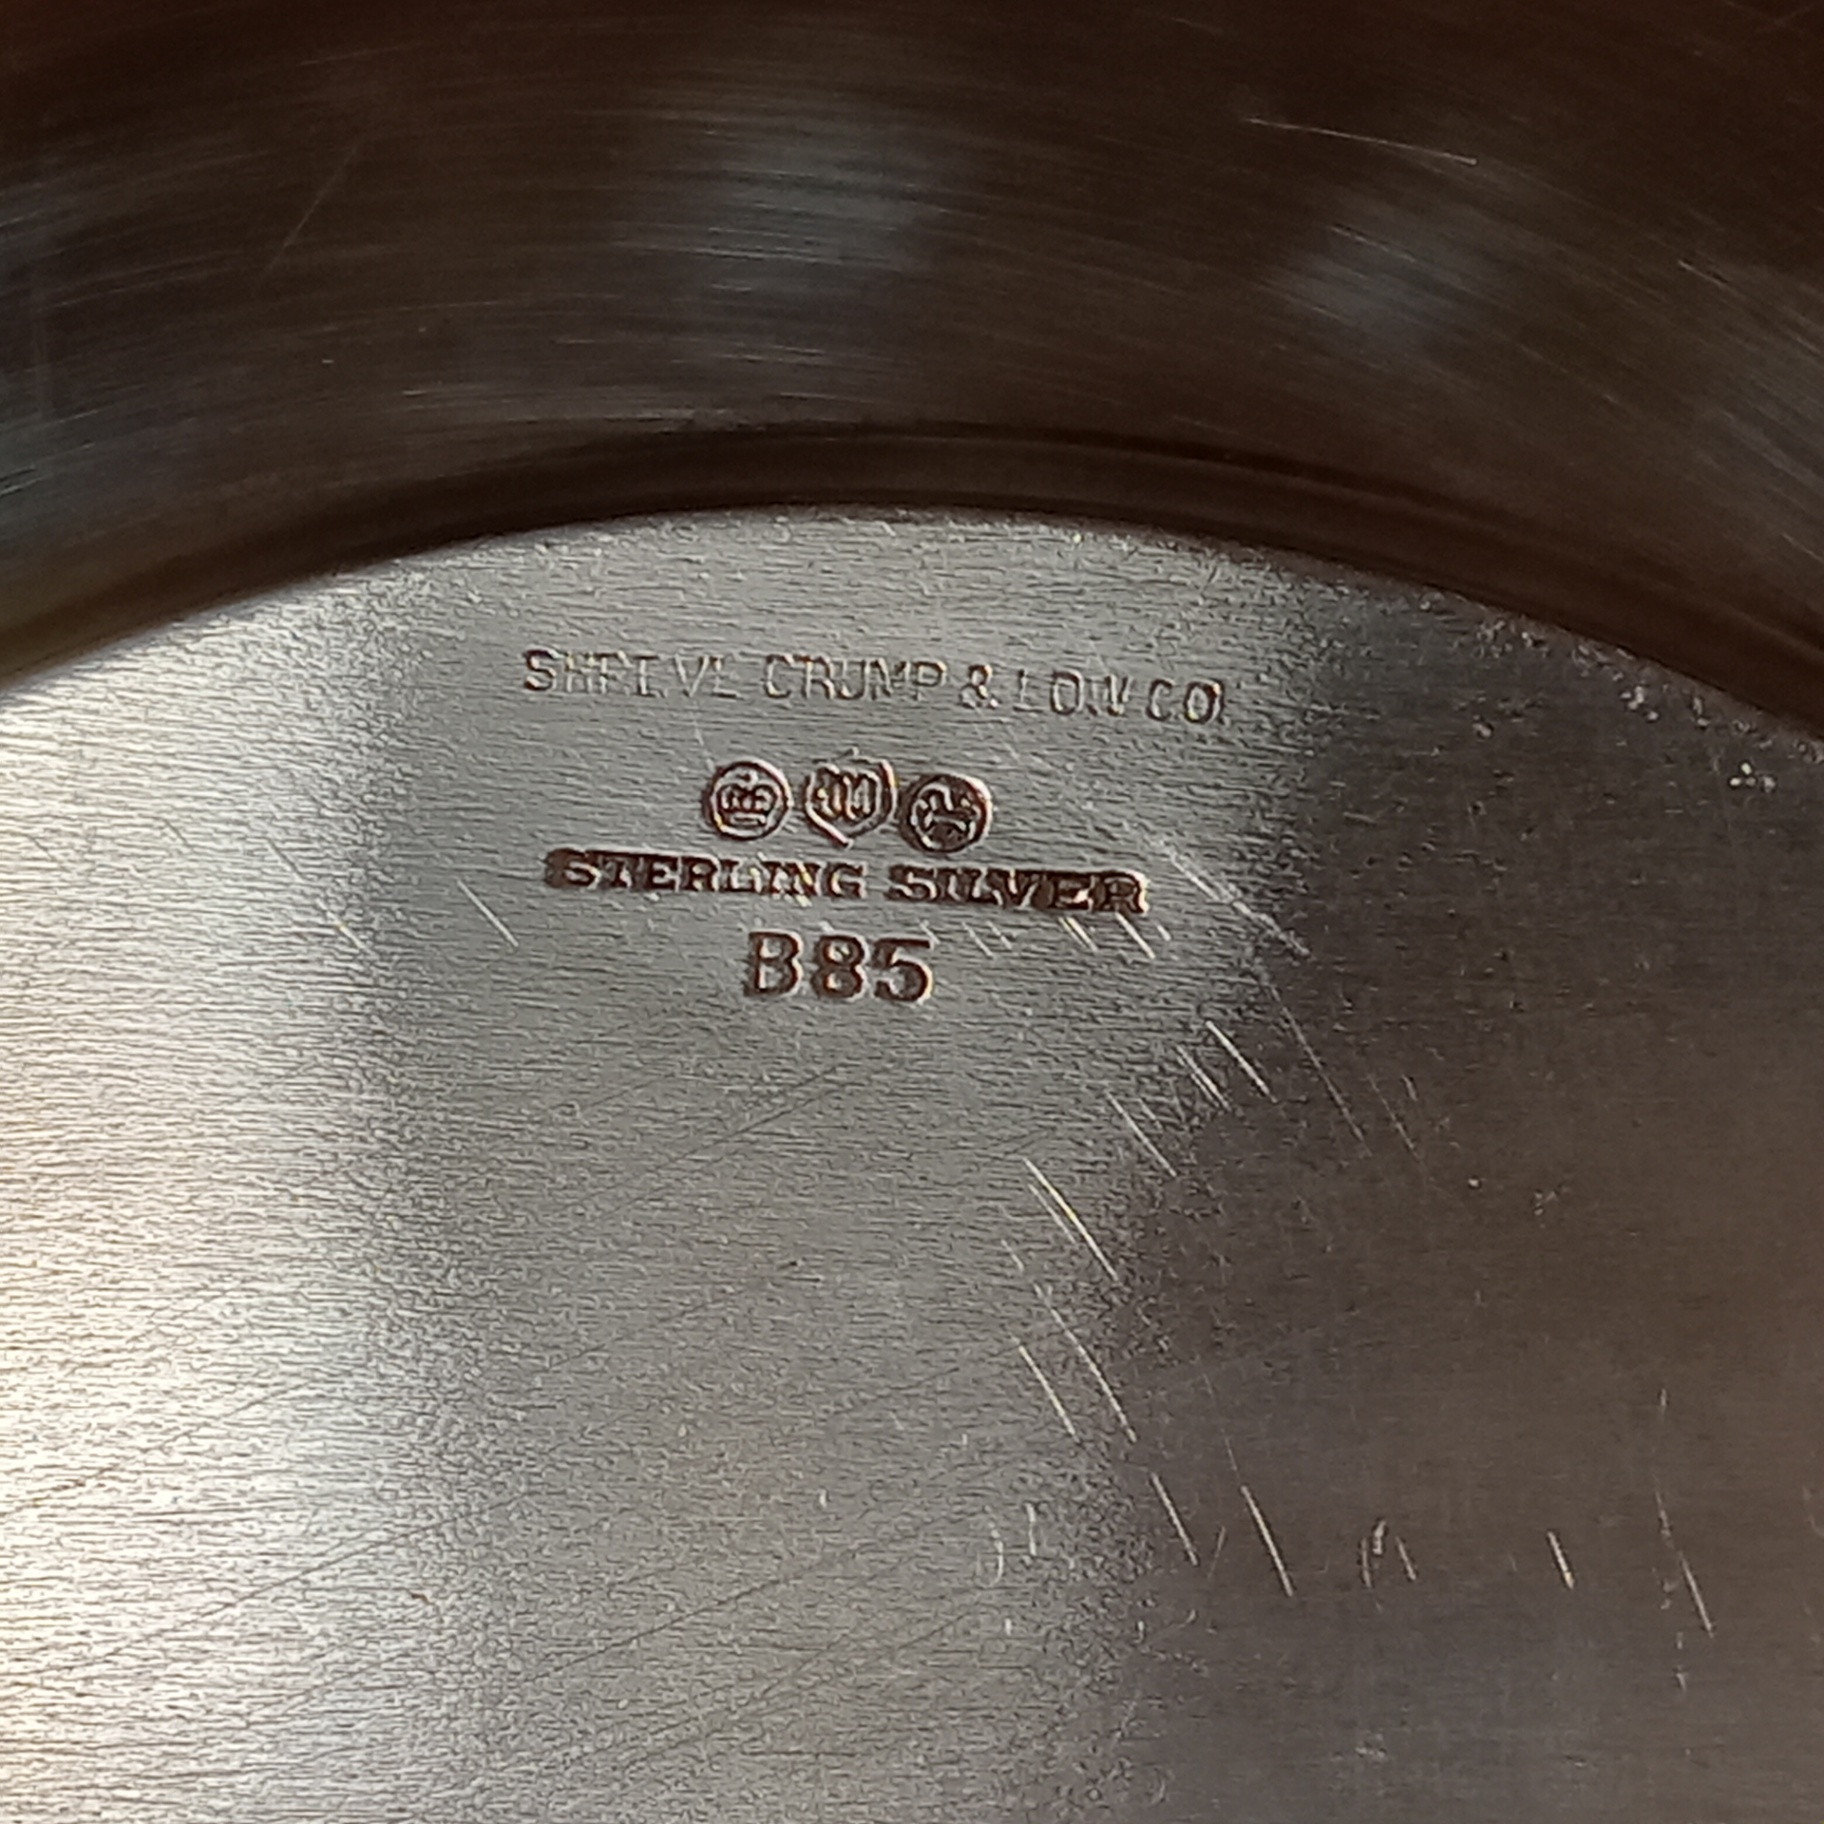 SHREVE CRUMP & LOW CO.
STERLING SILVER
B85